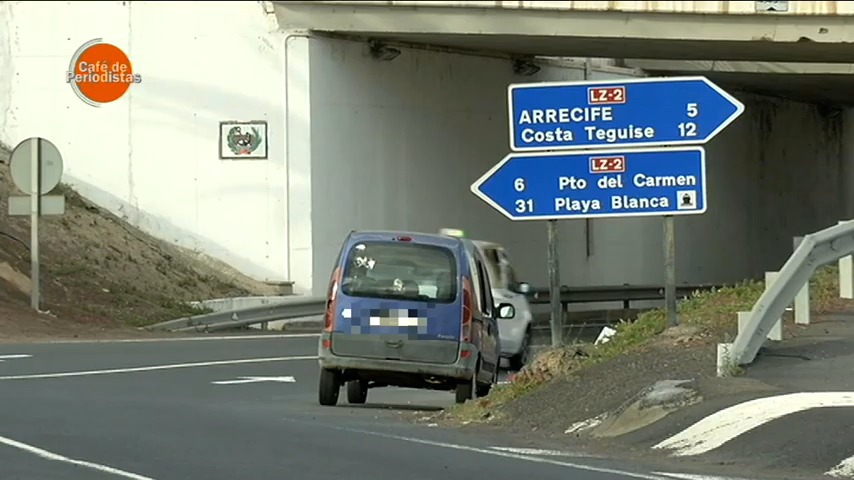 Café de
Periodistas
LZ-2
ARRECIFE 5
Costa Teguise 12
LZ-2
6 Pto del Carmen
31 Playa Blanca